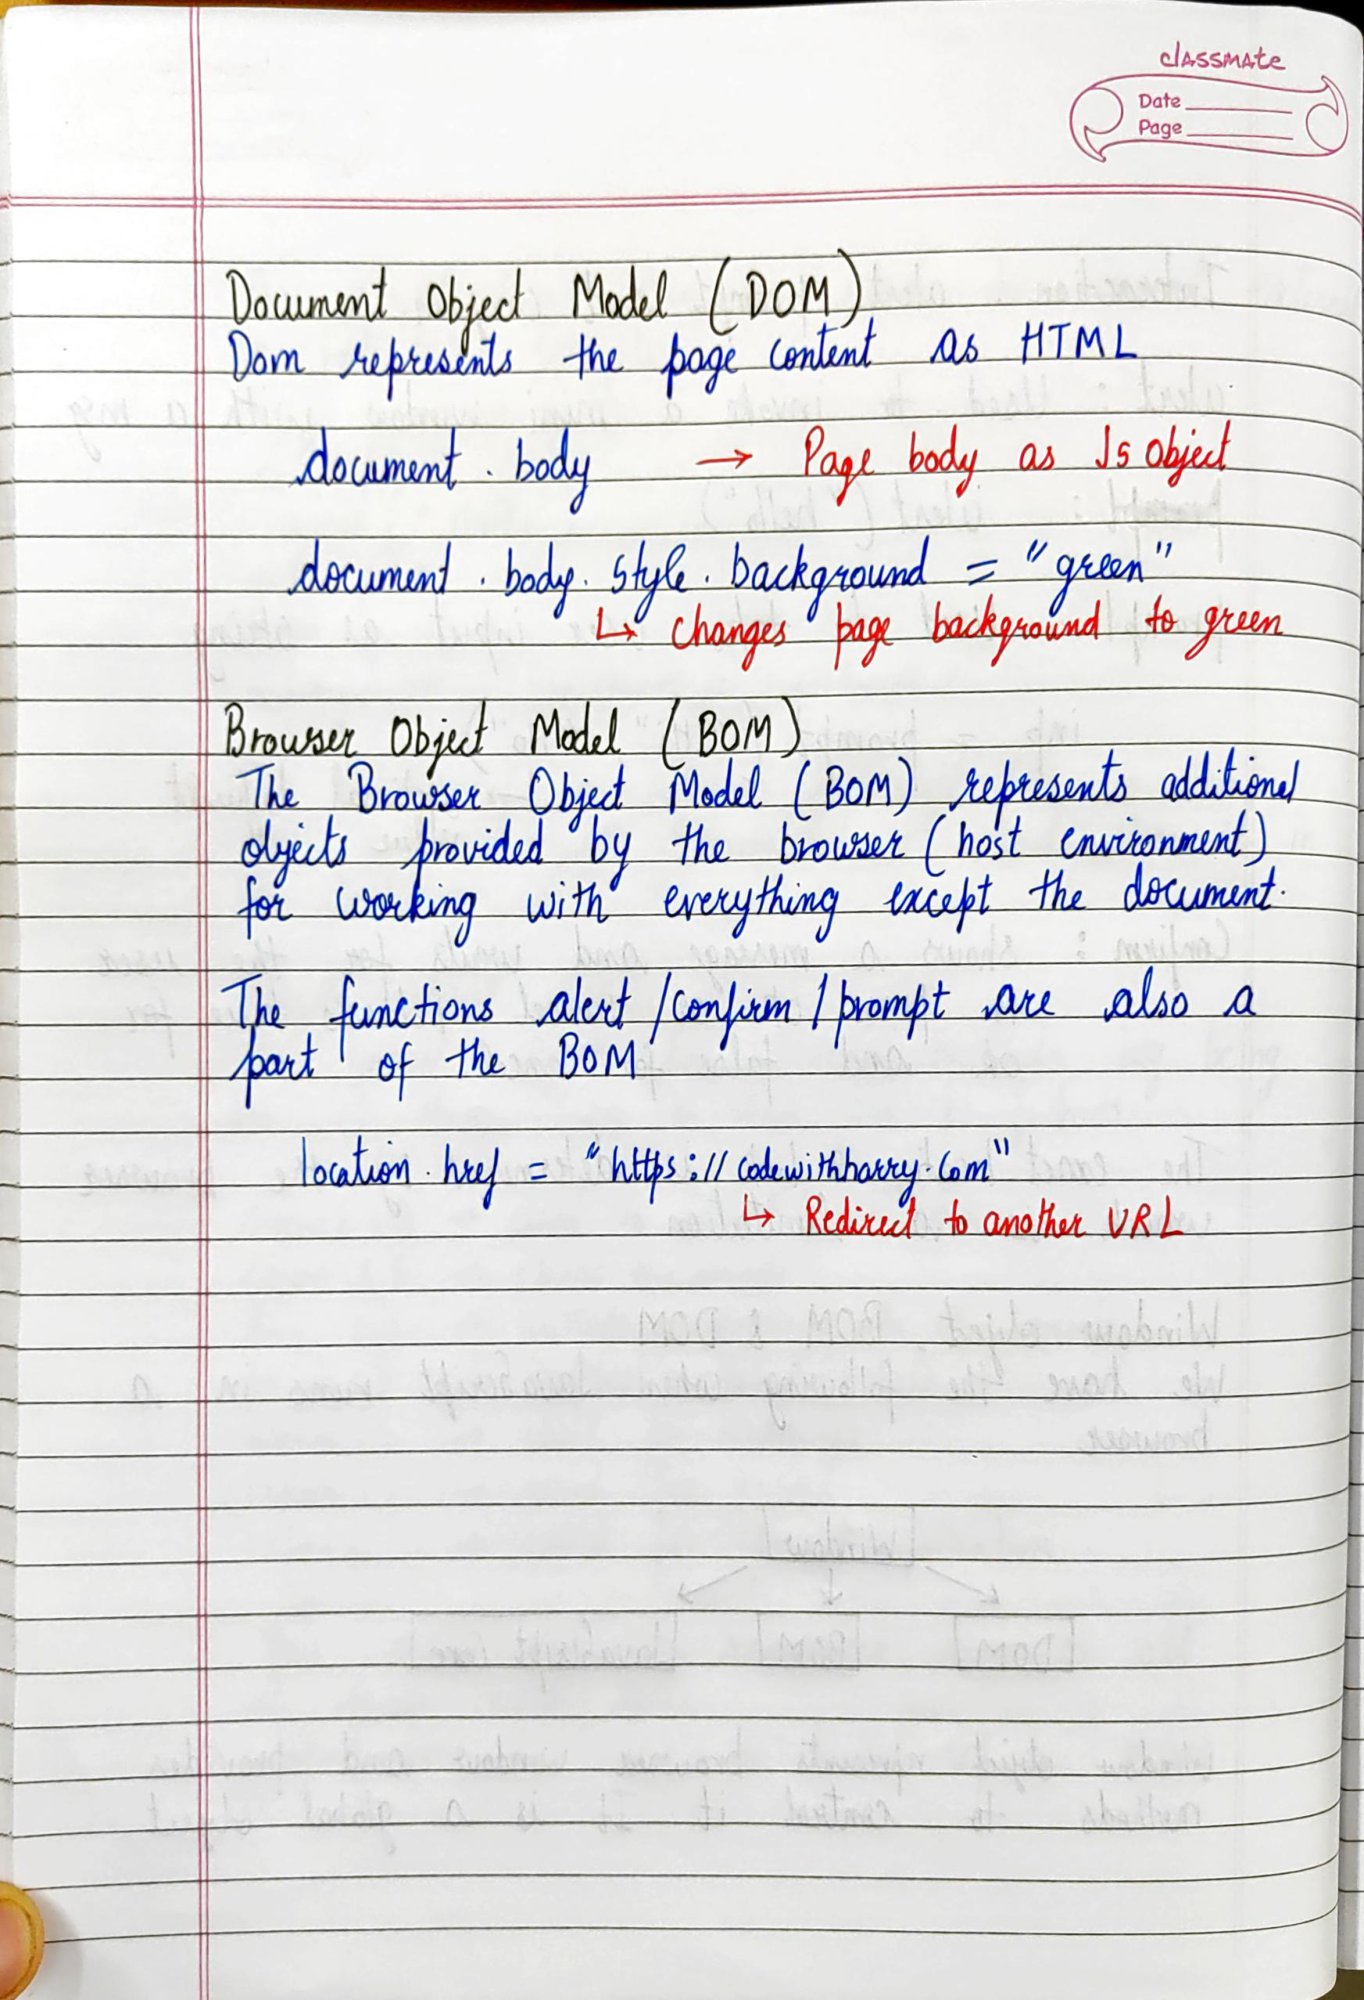 classmate
Date
Page
Document Object Model (DOM)
Dom represents the page content as HTML
document . body → Page body as Js Object
document . body . style . background = "green"
↳ changes page background to green
Browser Object Model (BOM)
The Browser Object Model (BOM) represents additional
objects provided by the browser (host environment)
for working with everything except the document.
The functions alert / confirm / prompt are also a
part of the BOM
location . href = "https://codewithharry.com"
↳ Redirect to another URL